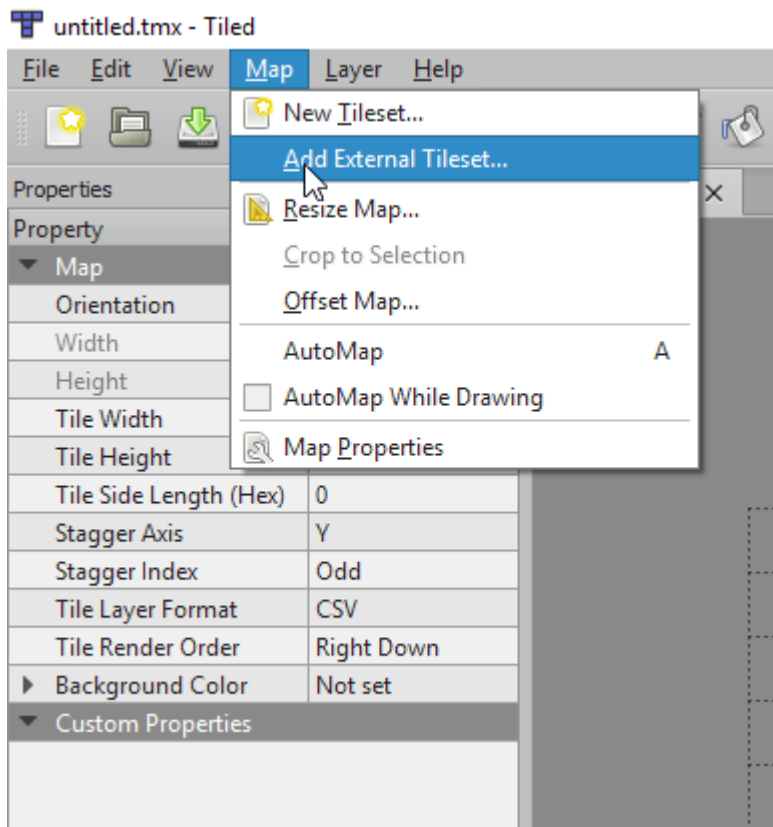 untitled.tmx - Tiled
File Edit View Map Layer Help
New Tileset...
Add External Tileset...
Resize Map...
Crop to Selection
Offset Map...
AutoMap A
AutoMap While Drawing
Map Properties
Properties
Property
Map
Orientation
Width
Height
Tile Width
Tile Height
Tile Side Length (Hex) 0
Stagger Axis Y
Stagger Index Odd
Tile Layer Format CSV
Tile Render Order Right Down
Background Color Not set
Custom Properties